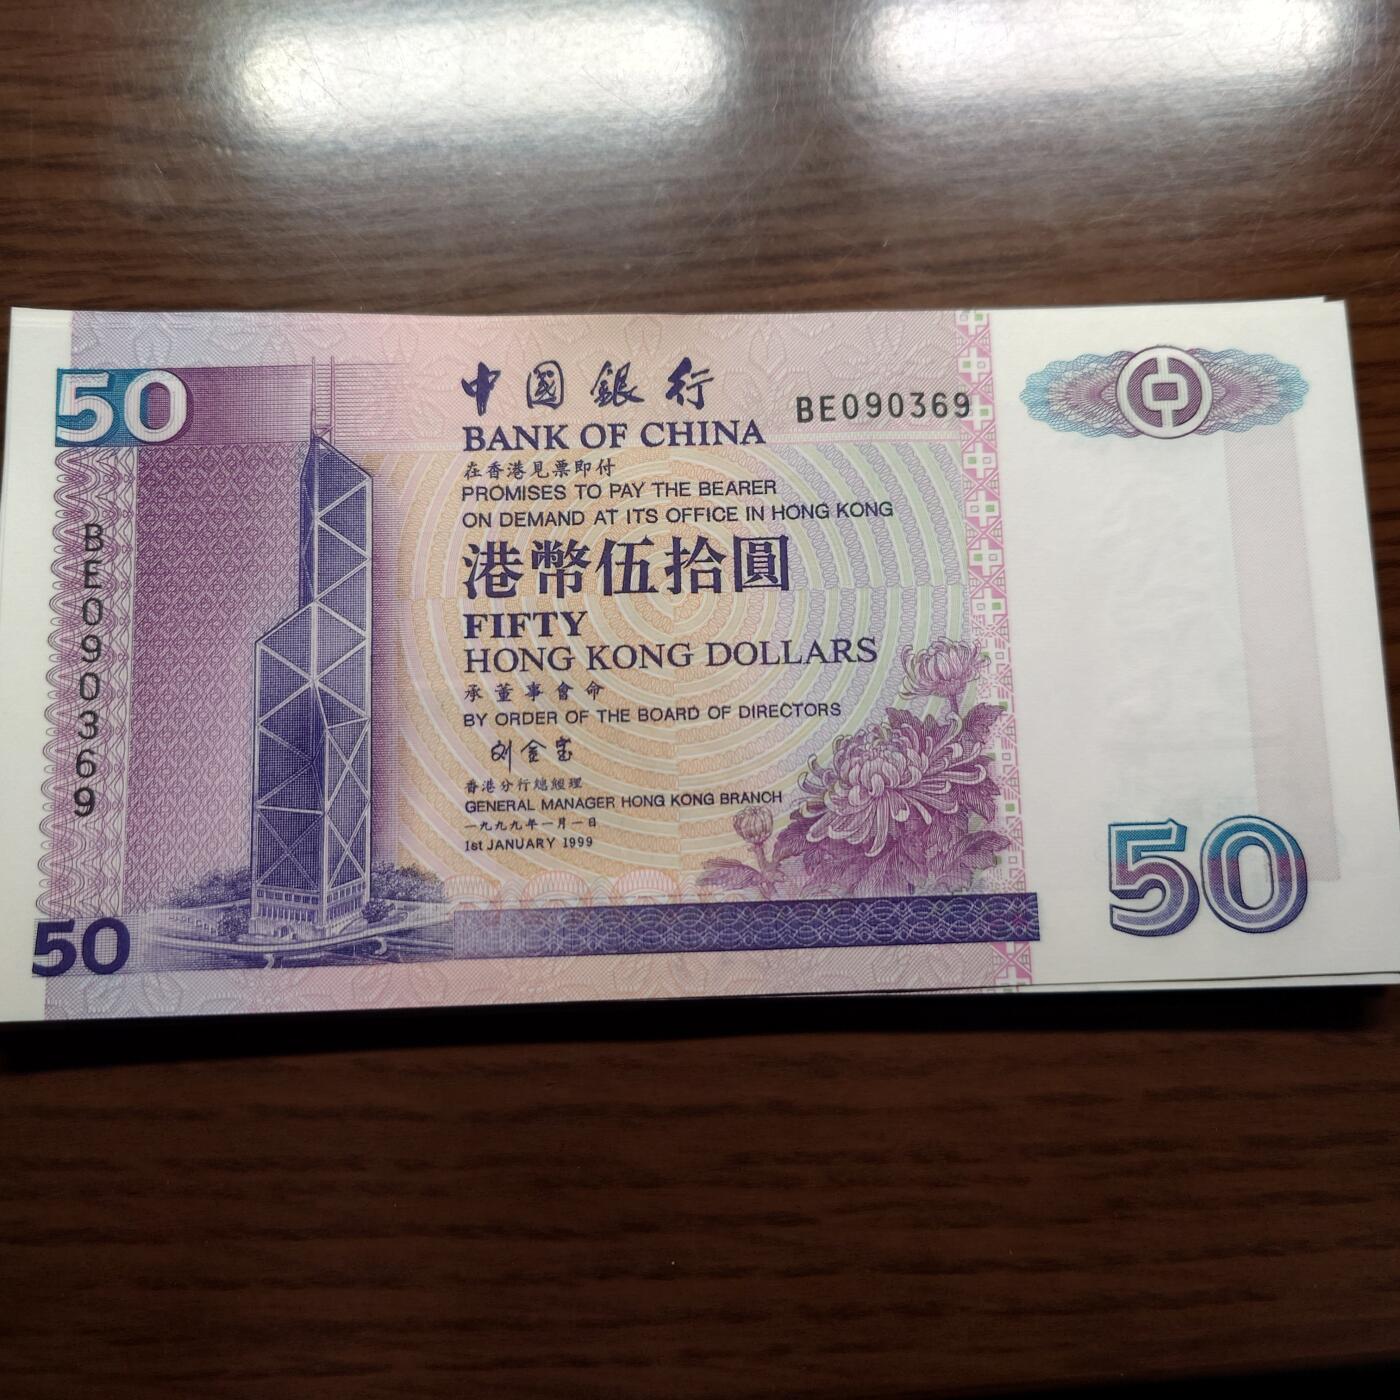 50
中國銀行
BE090369
BANK OF CHINA
在香港見票即付
PROMISES TO PAY THE BEARER
ON DEMAND AT ITS OFFICE IN HONG KONG
港幣伍拾圓
FIFTY
HONG KONG DOLLARS
承董事會命
BY ORDER OF THE BOARD OF DIRECTORS
刘金宝
香港分行總經理
GENERAL MANAGER HONG KONG BRANCH
一九九九年一月一日
1st JANUARY 1999
BE090369
50
50